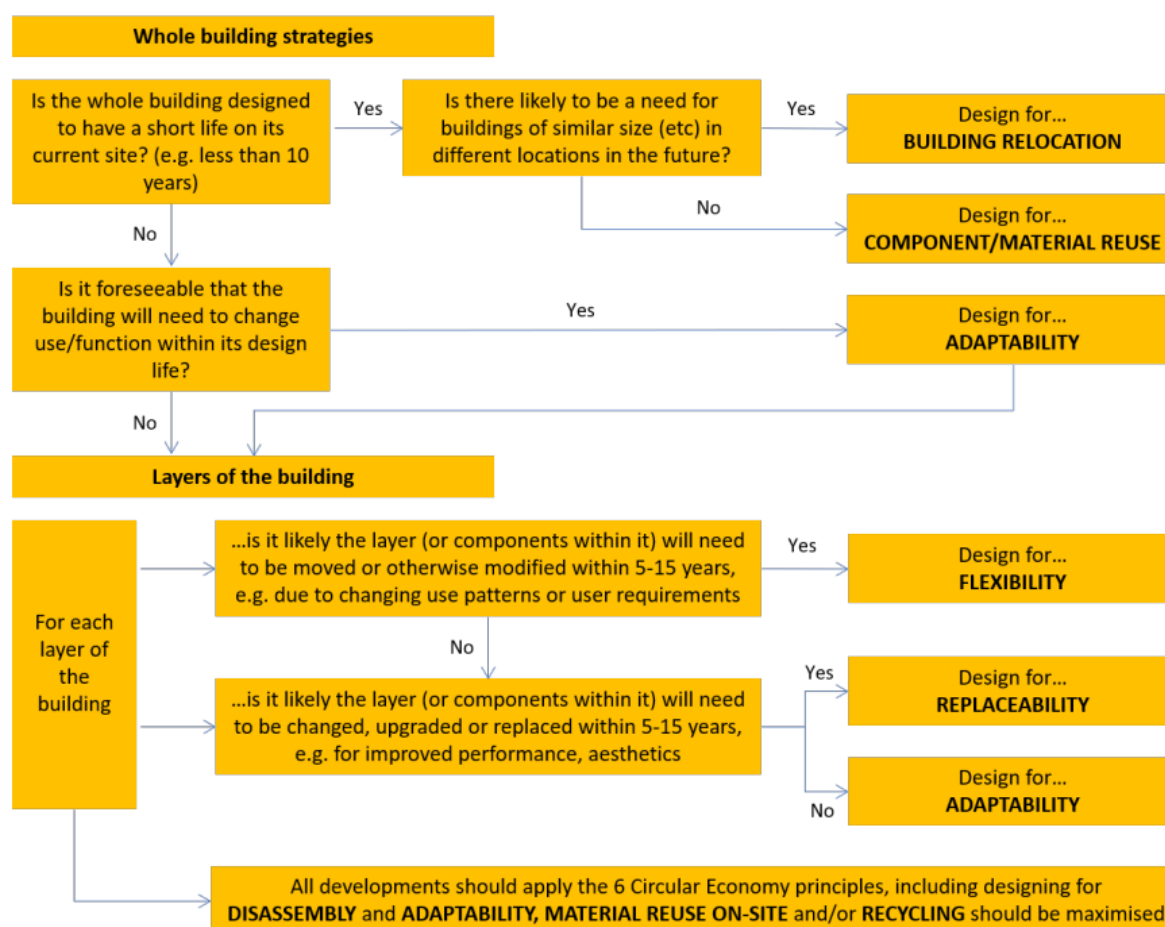 Whole building strategies
Is the whole building designed
to have a short life on its
current site? (e.g. less than 10
years)
Yes
Is there likely to be a need for
buildings of similar size (etc) in
different locations in the future?
Yes
Design for...
BUILDING RELOCATION
No
Design for...
COMPONENT/MATERIAL REUSE
No
Is it foreseeable that the
building will need to change
use/function within its design
life?
Yes
Design for...
ADAPTABILITY
No
Layers of the building
For each
layer of
the
building
...is it likely the layer (or components within it) will need
to be moved or otherwise modified within 5-15 years,
e.g. due to changing use patterns or user requirements
Yes
Design for...
FLEXIBILITY
No
...is it likely the layer (or components within it) will need
to be changed, upgraded or replaced within 5-15 years,
e.g. for improved performance, aesthetics
Yes
Design for...
REPLACEABILITY
No
Design for...
ADAPTABILITY
All developments should apply the 6 Circular Economy principles, including designing for
DISASSEMBLY and ADAPTABILITY, MATERIAL REUSE ON-SITE and/or RECYCLING should be maximised